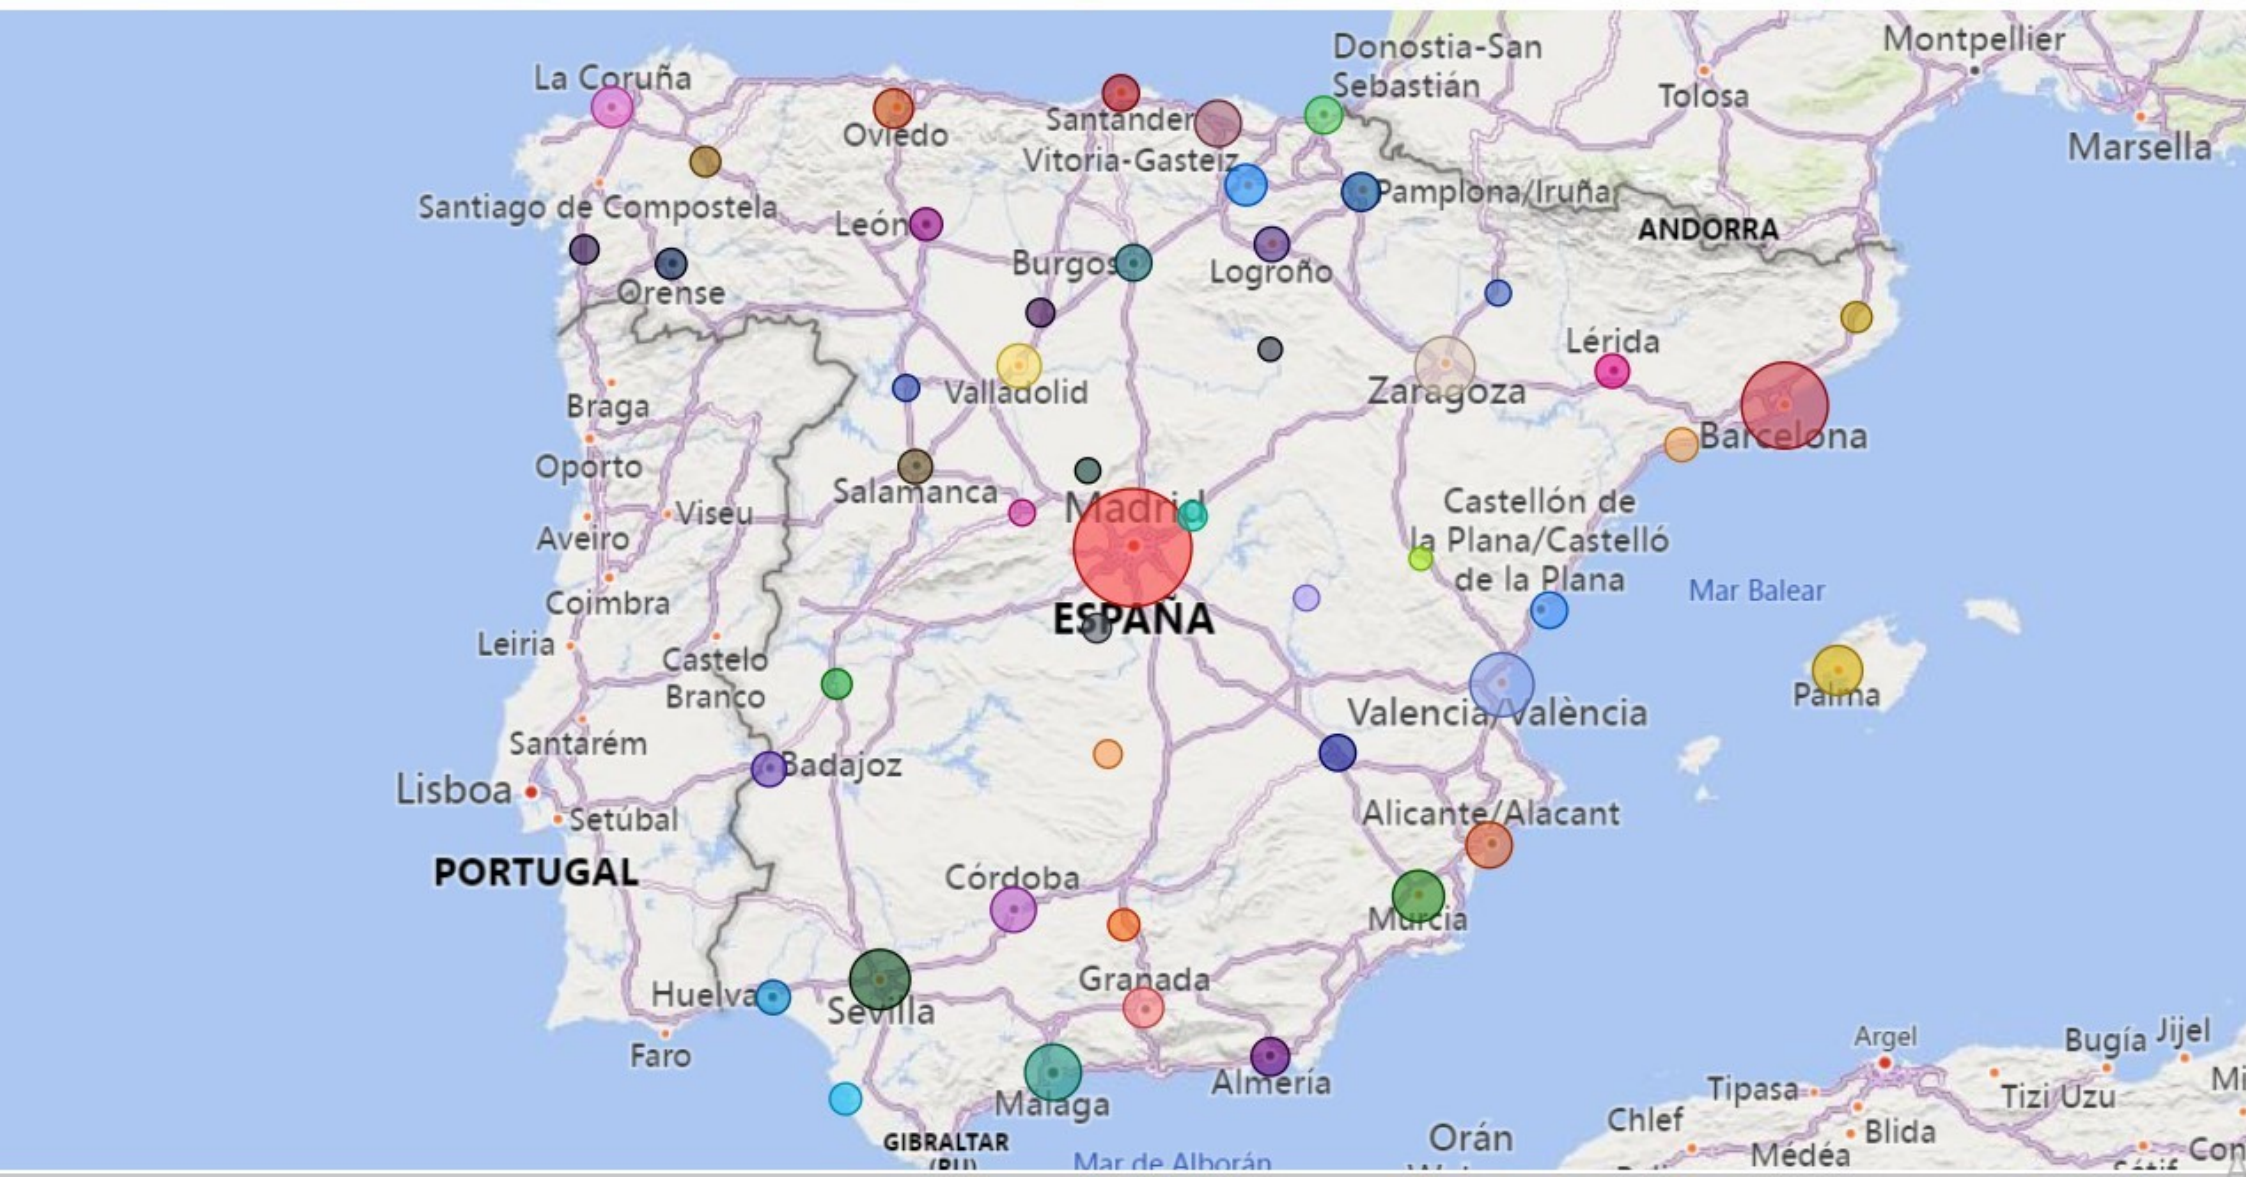 Donostia-San
Sebastián
Montpellier
La Coruña
Tolosa
Santander
Oviedo
Marsella
Vitoria-Gasteiz
Pamplona/Iruña
Santiago de Compostela
León
ANDORRA
Burgos
Logroño
Orense
Lérida
Valladolid
Zaragoza
Braga
Barcelona
Oporto
Salamanca
Madrid
Castellón de
la Plana/Castelló
de la Plana
Viseu
Aveiro
Mar Balear
Coimbra
ESPAÑA
Leiria
Castelo
Branco
Palma
Valencia/València
Santarém
Badajoz
Lisboa
Setúbal
Alicante/Alacant
PORTUGAL
Córdoba
Murcia
Granada
Huelva
Sevilla
Faro
Argel
Bugía
Jijel
Almería
Málaga
Tipasa
Tizi Uzu
Mi
Chlef
Blida
GIBRALTAR
(RU)
Orán
Médéa
Con
Mar de Alborán
Sétif